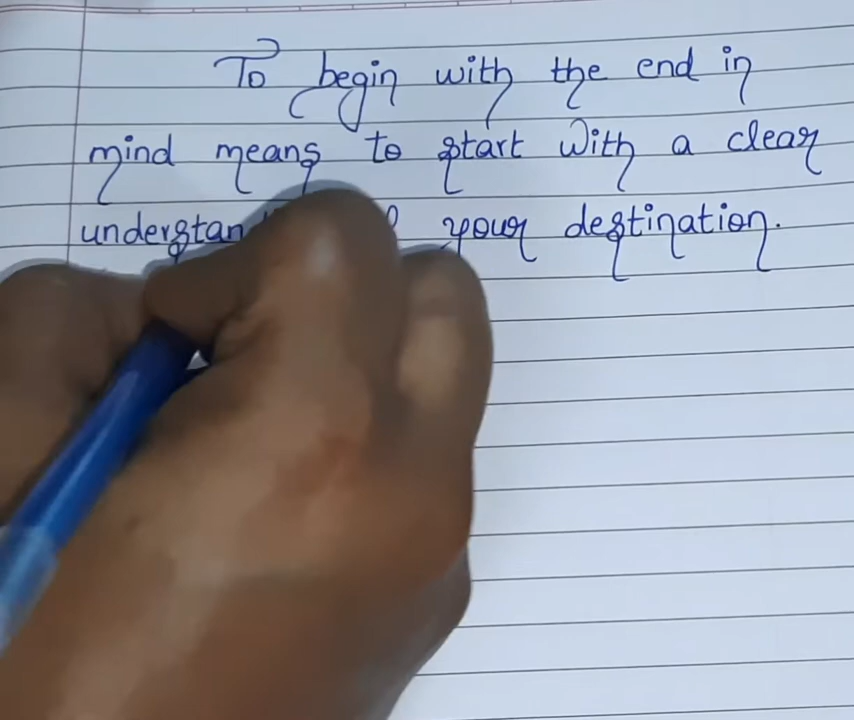 To begin with the end in
mind means to start with a clear
your destination.